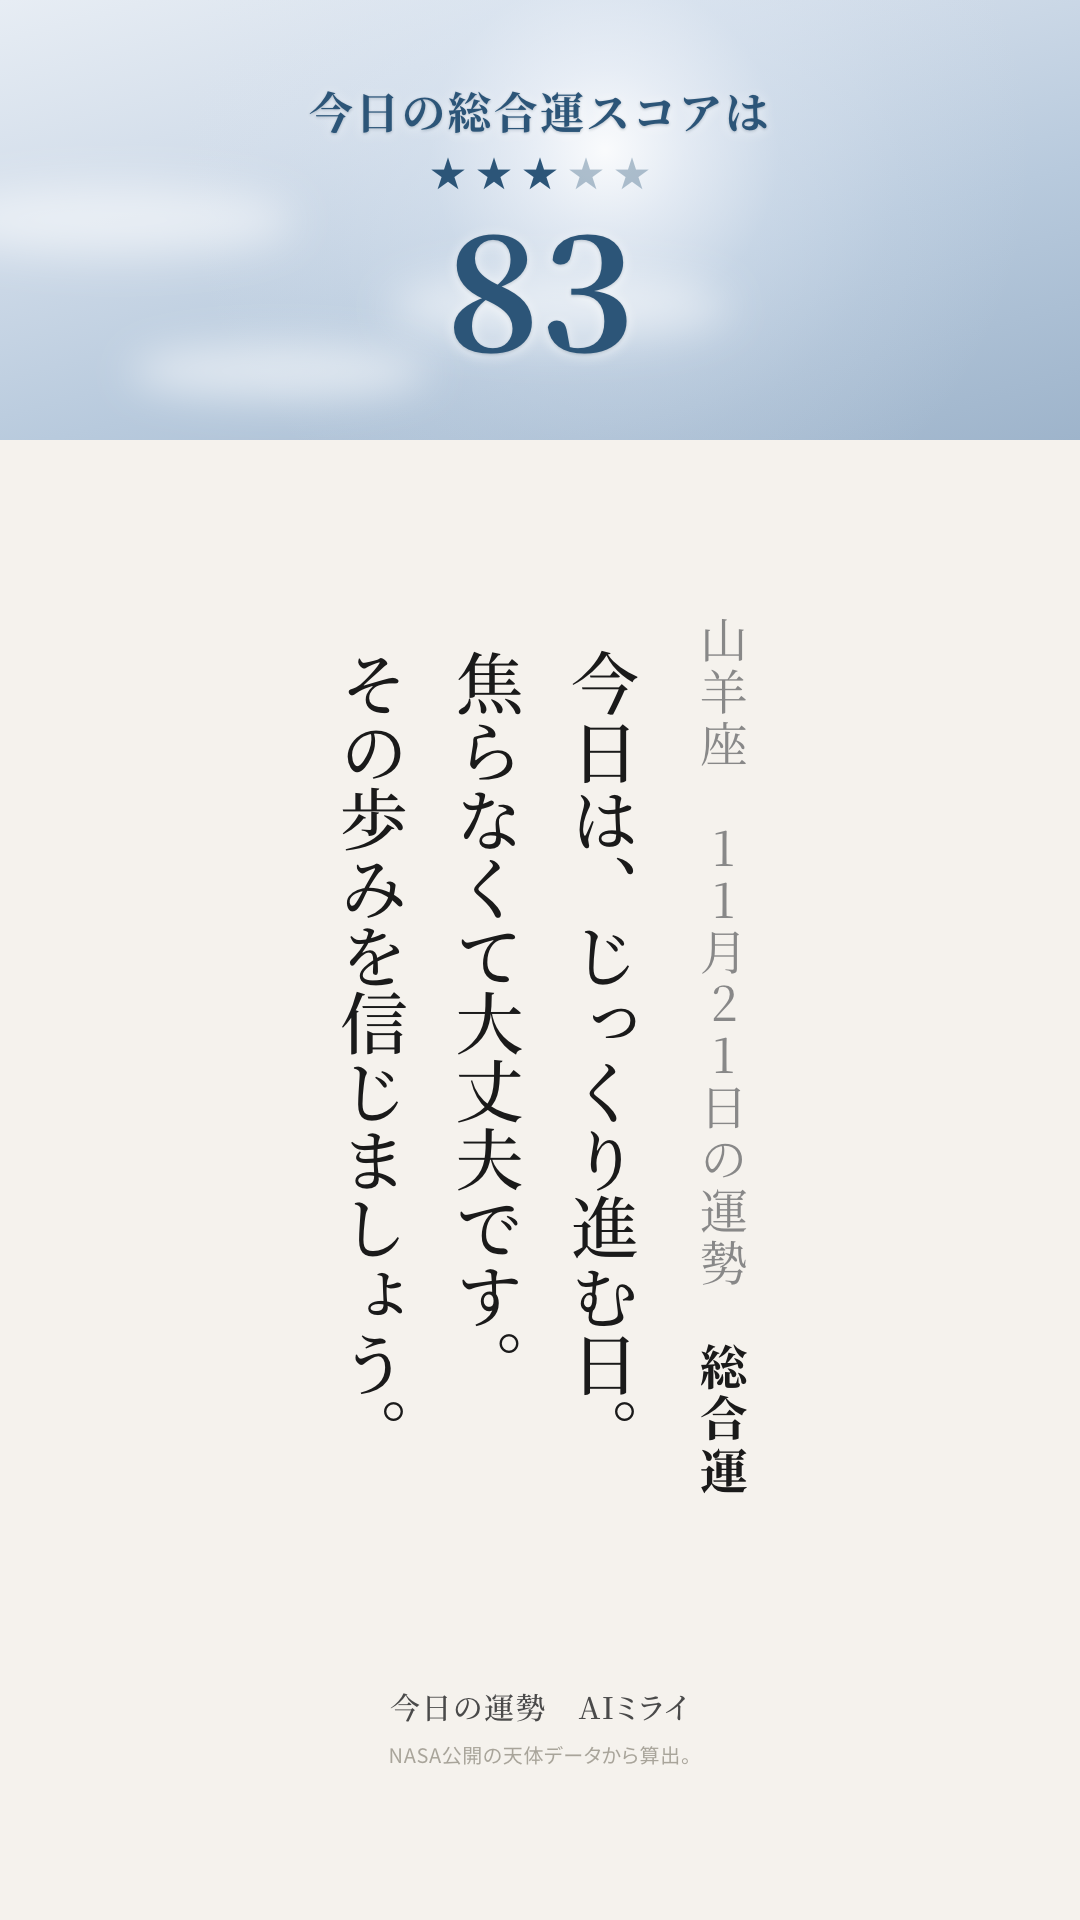 今日の総合運スコアは
★★★★★
83
山羊座　11月21日の運勢　総合運
今日は、じっくり進む日。
焦らなくて大丈夫です。
その歩みを信じましょう。
今日の運勢　AIミライ
NASA公開の天体データから算出。